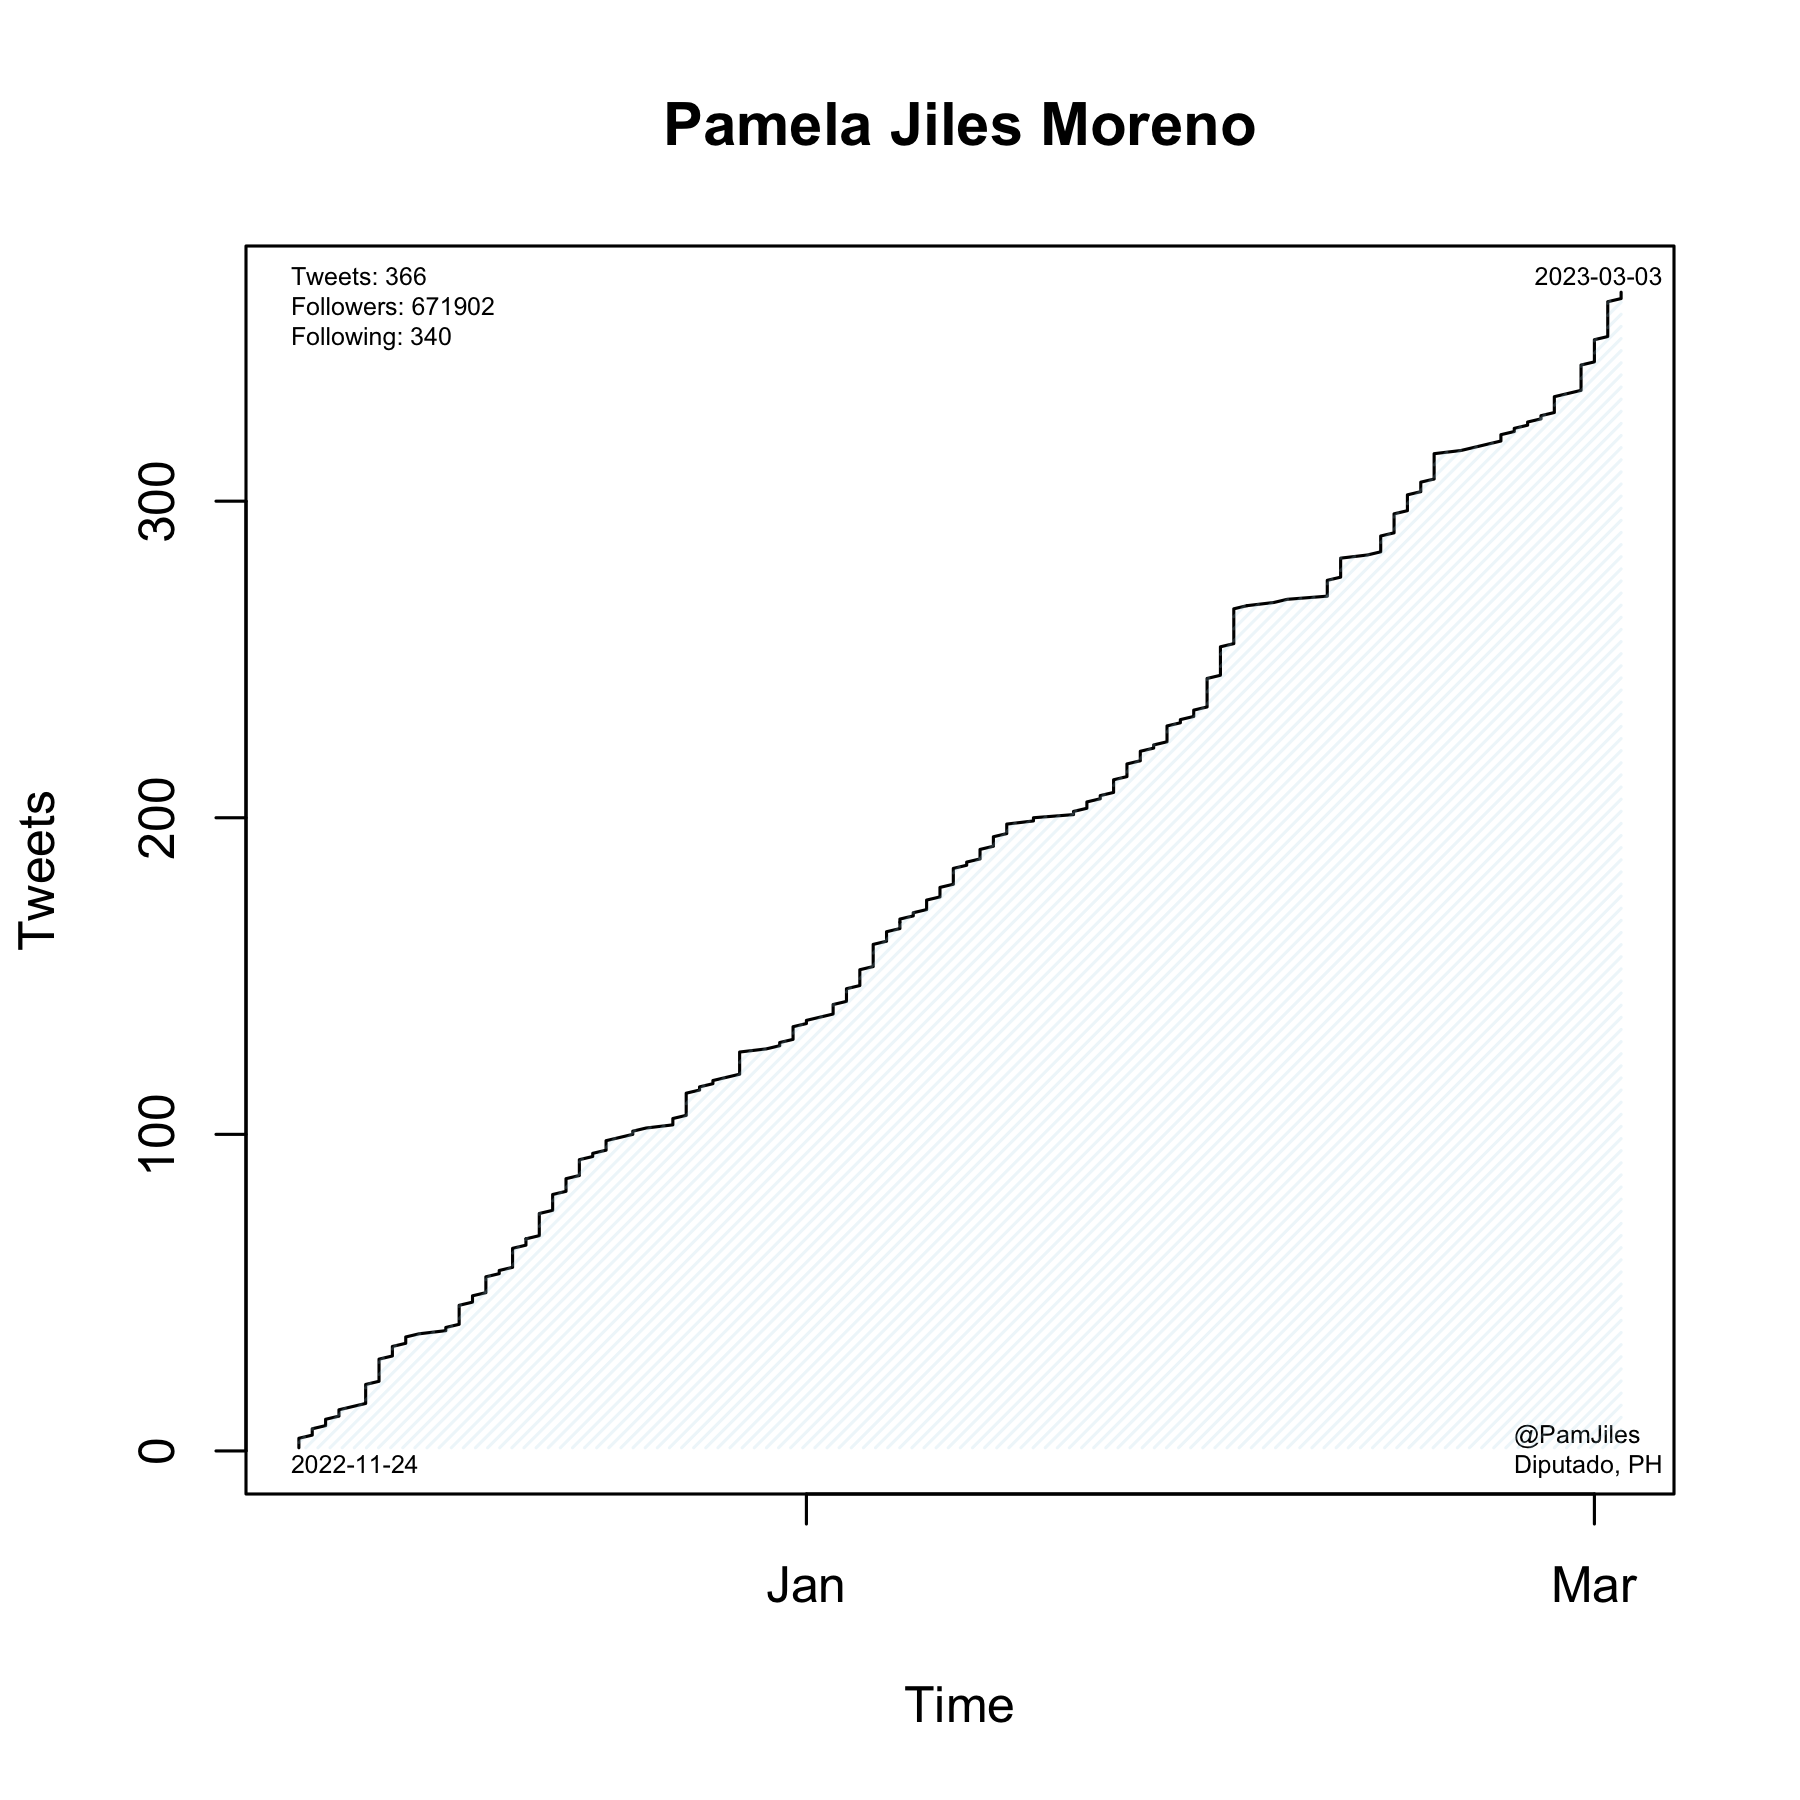 Pamela Jiles Moreno
Tweets: 366
Followers: 671902
Following: 340
2023-03-03
300
200
100
0
Tweets
@PamJiles
Diputado, PH
2022-11-24
Jan
Mar
Time